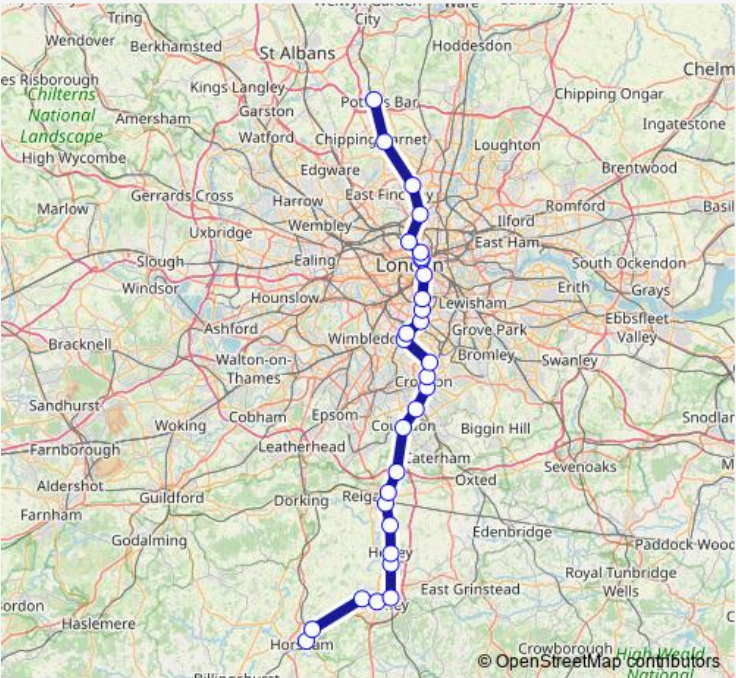 Tring
City
Ware
Wendover
Berkhamsted
St Albans
Hoddesdon
es Risborough
Kings Langley
Chelm
Chilterns
National
Landscape
Amersham
Garston
Watford
Chipping Ongar
Ingatestone
High Wycombe
Loughton
Edgware
Brentwood
Gerrards Cross
Harrow
Marlow
Romford
Basil
Uxbridge
Wembley
Ilford
East Ham
Slough
Ealing
London
South Ockendon
Windsor
Hounslow
Erith
Grays
Lewisham
Ashford
Grove Park
Ebbsfleet
Valley
Bracknell
Walton-on-
Thames
Bromley
Swanley
Sandhurst
Cobham
Epsom
Snodlan
Woking
Biggin Hill
Farnborough
Leatherhead
Caterham
Sevenoaks
Oxted
Aldershot
Guildford
Dorking
Farnham
Godalming
Edenbridge
Paddock Wood
Royal Tunbridge
Wells
East Grinstead
Haslemere
Crowborough
High Weald
National
© OpenStreetMap contributors